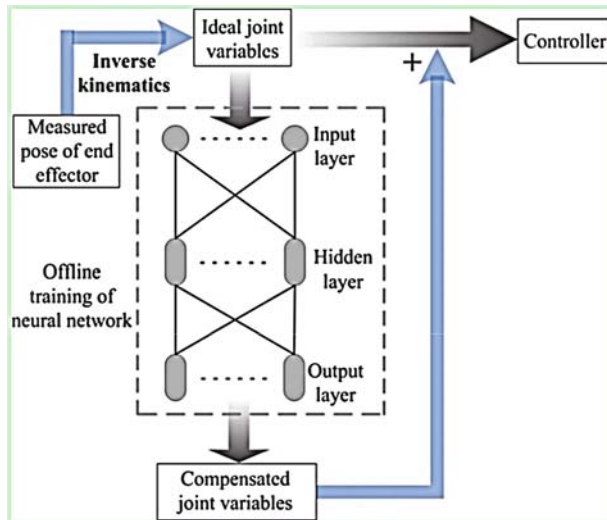 Ideal joint
variables
Controller
+
Inverse
kinematics
Measured
pose of end
effector
Input
layer
Hidden
layer
Offline
training of
neural network
Output
layer
Compensated
joint variables